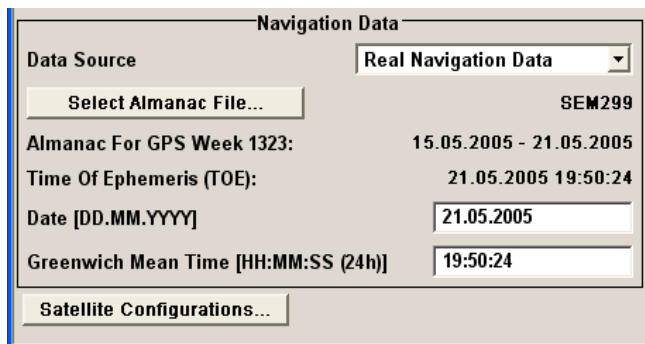 Navigation Data
Data Source Real Navigation Data
Select Almanac File... SEM299
Almanac For GPS Week 1323: 15.05.2005 - 21.05.2005
Time Of Ephemeris (TOE): 21.05.2005 19:50:24
Date [DD.MM.YYYY] 21.05.2005
Greenwich Mean Time [HH:MM:SS (24h)] 19:50:24
Satellite Configurations...